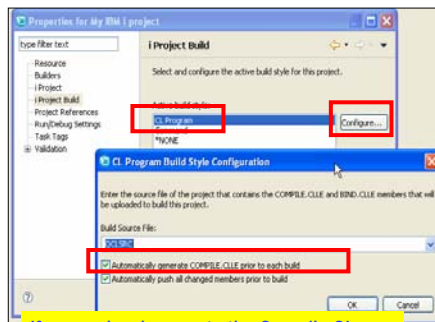 Properties for My IBM i project
type filter text
Resource
Builders
i Project
i Project Build
Project References
Run/Debug Settings
Task Tags
Validation
i Project Build
Select and configure the active build style for this project.
Active build style:
CL Program
Command
*NONE
Configure...
CL Program Build Style Configuration
Enter the source file of the project that contains the COMPILE.CLLE and BIND.CLLE members that will
be uploaded to build this project.
Build Source File:
QCLSRC
Automatically generate COMPILE.CLLE prior to each build
Automatically push all changed members prior to build
OK
Cancel